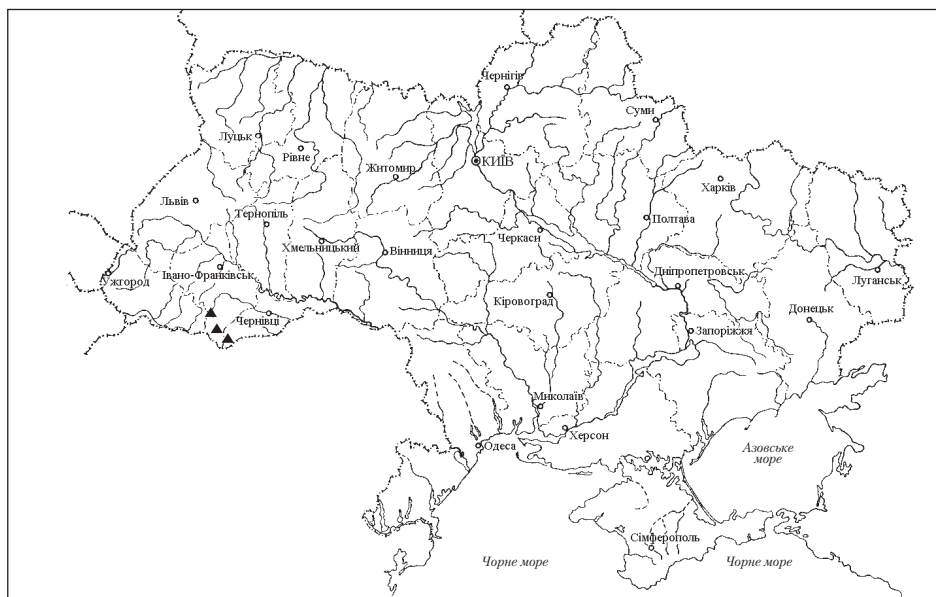 Чернігів
Суми
Луцьк
Рівне
КИЇВ
Житомир
Харків
Львів
Тернопіль
Полтава
Черкаси
Хмельницький
Вінниця
Івано-Франківськ
Ужгород
Дніпропетровськ
Луганськ
Кіровоград
Донецьк
Чернівці
Запоріжжя
Миколаїв
Херсон
Одеса
Азовське
море
Сімферополь
Чорне море
Чорне море